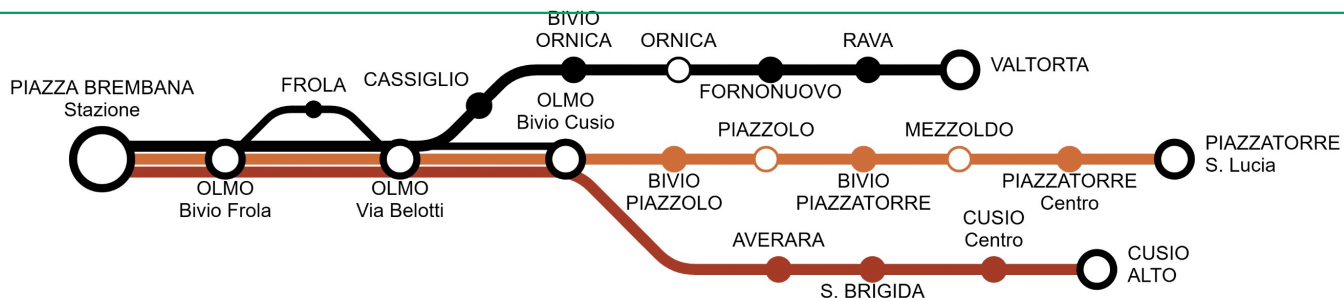 PIAZZA BREMBANA
Stazione
FROLA
CASSIGLIO
BIVIO
ORNICA
ORNICA
FORNONUOVO
RAVA
VALTORTA
OLMO
Bivio Frola
OLMO
Via Belotti
OLMO
Bivio Cusio
BIVIO
PIAZZOLO
PIAZZOLO
BIVIO
PIAZZATORRE
MEZZOLDO
PIAZZATORRE
Centro
PIAZZATORRE
S. Lucia
AVERARA
S. BRIGIDA
CUSIO
Centro
CUSIO
ALTO